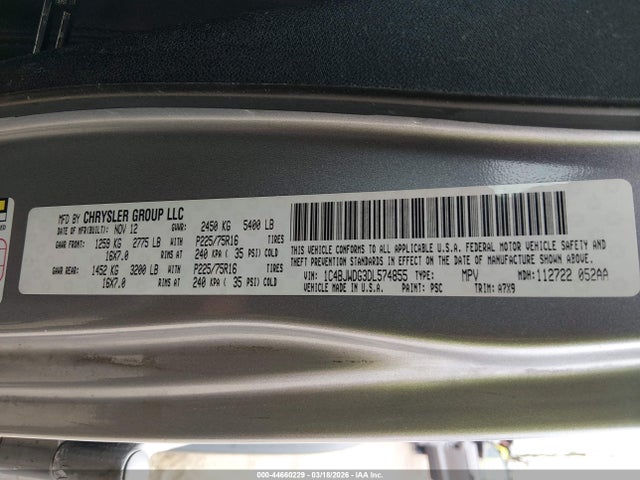 MFD BY CHRYSLER GROUP LLC
DATE OF MFR(BUILT): NOV 12 GVWR: 2450 KG 5400 LB
GAWR FRONT: 1259 KG 2775 LB WITH P225/75R16 TIRES
16X7.0 RIMS AT 240 KPA ( 35 PSI) COLD
GAWR REAR: 1452 KG 3200 LB WITH P225/75R16 TIRES
16X7.0 RIMS AT 240 KPA ( 35 PSI) COLD
THIS VEHICLE CONFORMS TO ALL APPLICABLE U.S.A. FEDERAL MOTOR VEHICLE SAFETY
AND THEFT PREVENTION STANDARDS IN EFFECT ON THE DATE OF MANUFACTURE SHOWN ABOVE.
VIN: 1C4BJWDG3DL574855 TYPE: MPV MDH: 112722 052AA
VEHICLE MADE IN U.S.A. PAINT: PSC TRIM: A7X9
000-44660229 | 03/18/2026 | IAA Inc.